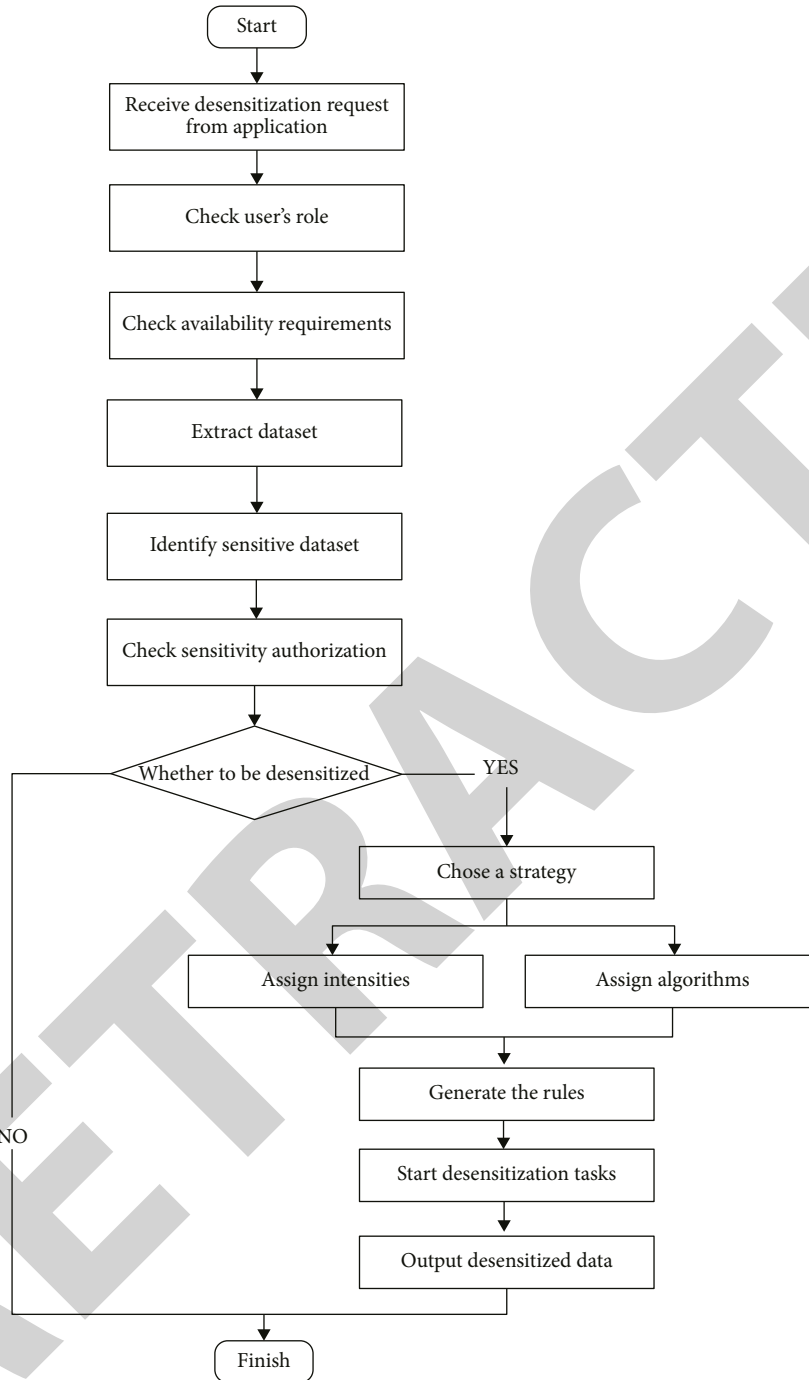 Start
Receive desensitization request
from application
Check user's role
Check availability requirements
Extract dataset
Identify sensitive dataset
Check sensitivity authorization
Whether to be desensitized
YES
Chose a strategy
Assign intensities
Assign algorithms
Generate the rules
NO
Start desensitization tasks
Output desensitized data
Finish
ETRACT